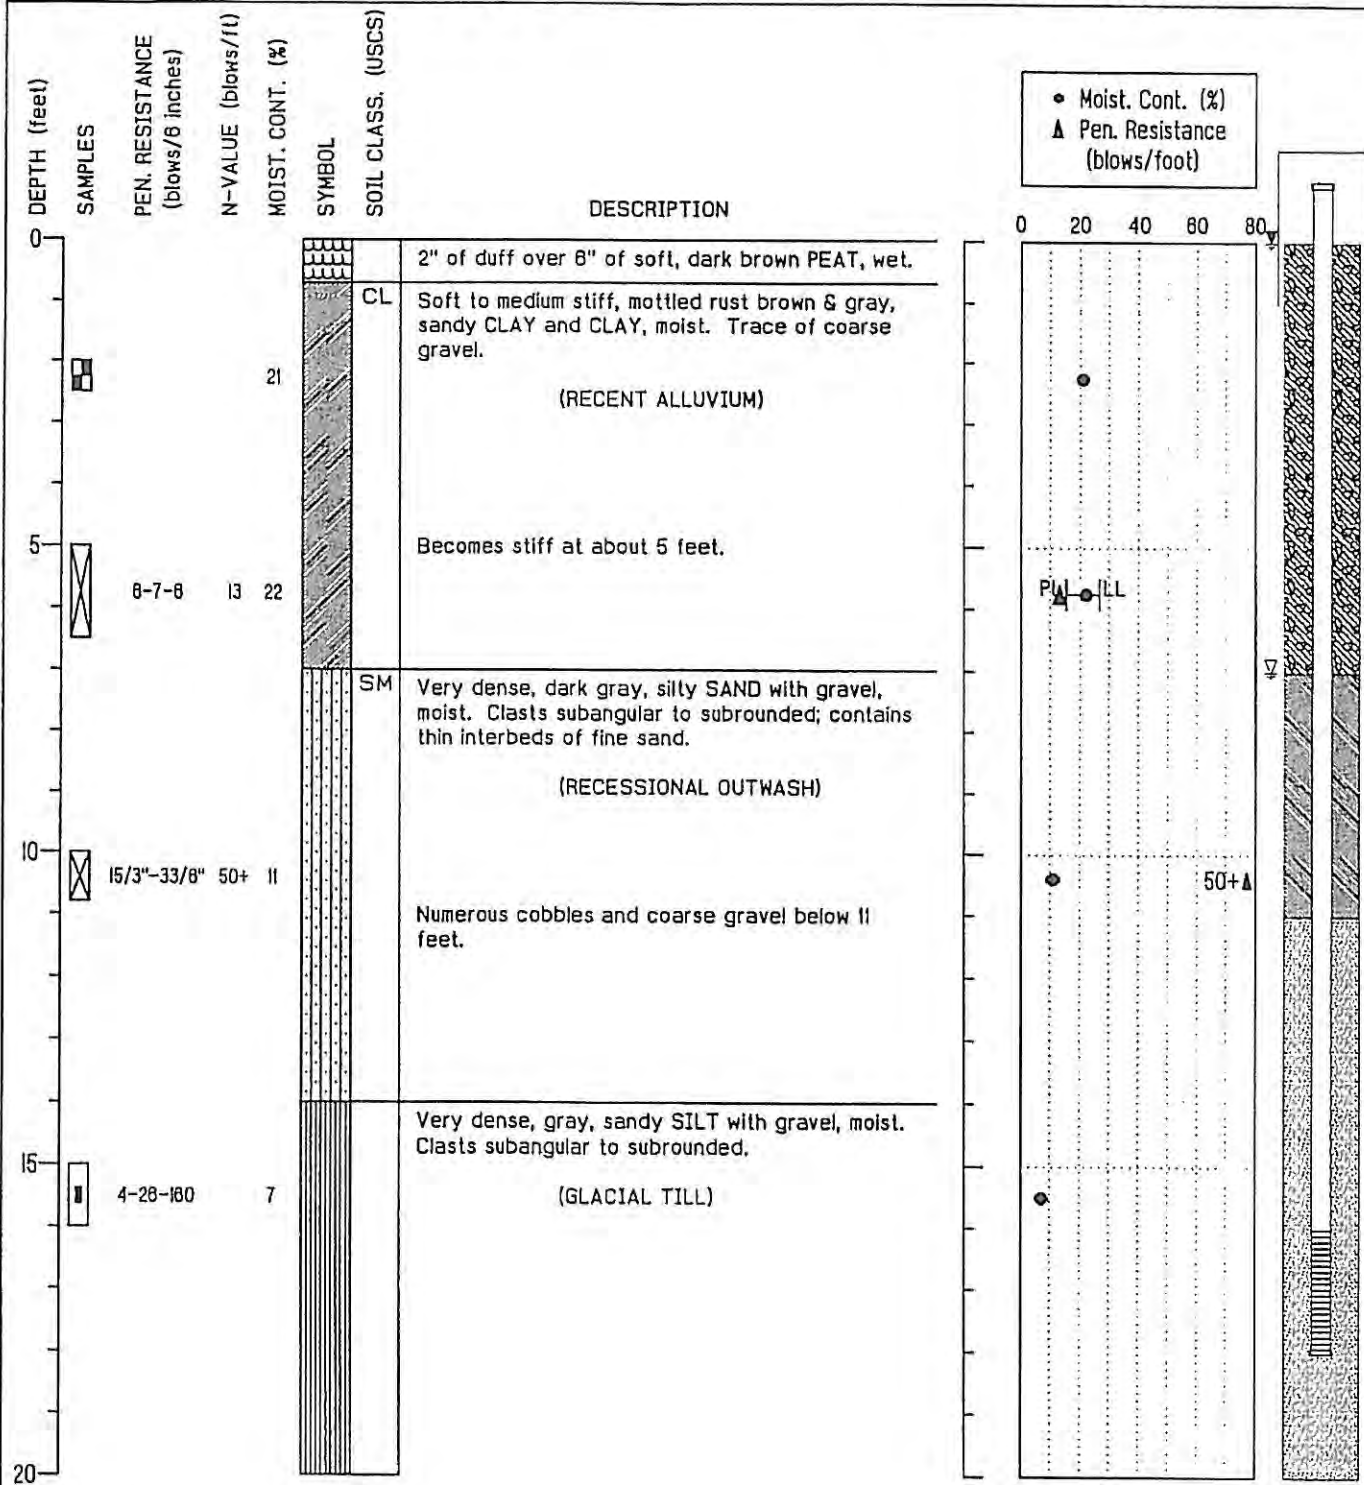 DEPTH (feet)
SAMPLES
PEN. RESISTANCE
(blows/6 inches)
N-VALUE (blows/ft)
MOIST. CONT. (%)
SYMBOL
SOIL CLASS. (USCS)
DESCRIPTION
Moist. Cont. (%)
Pen. Resistance
(blows/foot)
0 20 40 60 80
0
2" of duff over 6" of soft, dark brown PEAT, wet.
CL Soft to medium stiff, mottled rust brown & gray,
sandy CLAY and CLAY, moist. Trace of coarse
gravel.
21
(RECENT ALLUVIUM)
5
Becomes stiff at about 5 feet.
6-7-6 13 22
PL LL
SM Very dense, dark gray, silty SAND with gravel,
moist. Clasts subangular to subrounded; contains
thin interbeds of fine sand.
(RECESSIONAL OUTWASH)
10
15/3"-33/6" 50+ 11
50+
Numerous cobbles and coarse gravel below 11
feet.
Very dense, gray, sandy SILT with gravel, moist.
Clasts subangular to subrounded.
15
4-26-160 7
(GLACIAL TILL)
20